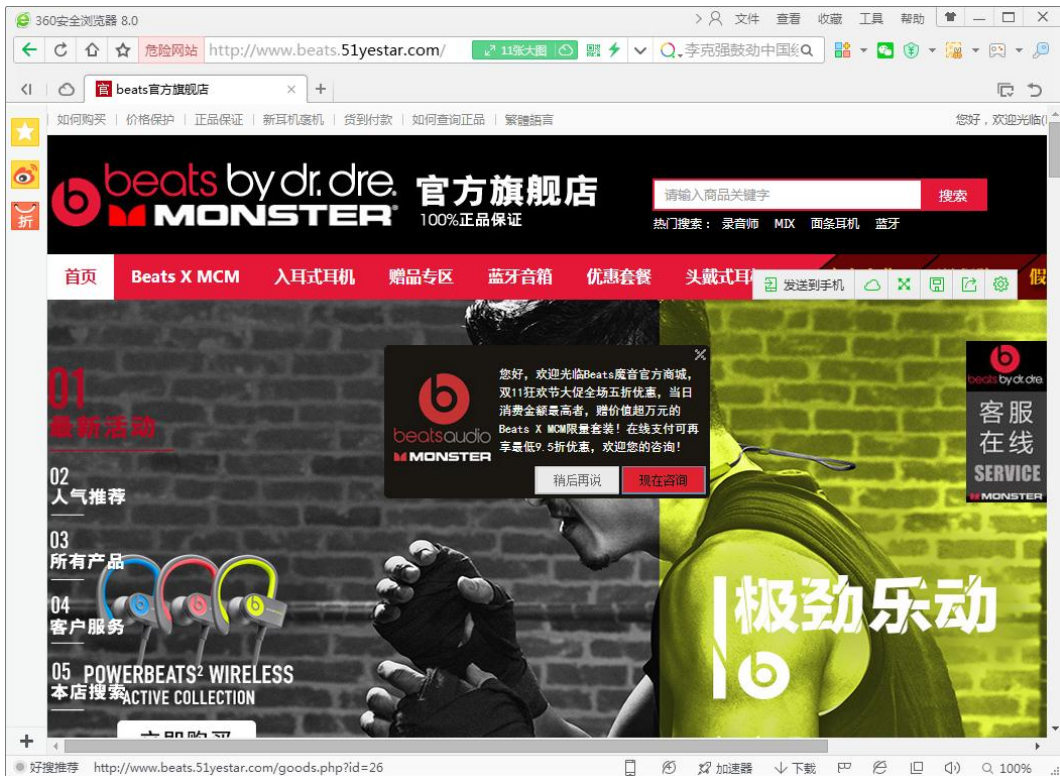 360安全浏览器 8.0
文件 查看 收藏 工具 帮助
危险网站 http://www.beats.51yestar.com/
11张大图
李克强鼓动中国
beats官方旗舰店
如何购买 | 价格保护 | 正品保证 | 新耳机褒机 | 货到付款 | 如何查询正品 | 繁體語言
您好，欢迎光临(
折
beats by dr. dre.
MONSTER
官方旗舰店
100%正品保证
请输入商品关键字
搜索
热门搜索： 录音师 MIX 面条耳机 蓝牙
首页 Beats X MCM 入耳式耳机 赠品专区 蓝牙音箱 优惠套餐 头戴式耳
发送到手机
假
01
最新活动
02
人气推荐
03
所有产品
04
客户服务
05
本店搜索
POWERBEATS² WIRELESS
ACTIVE COLLECTION
立即购买
beatsaudio
MONSTER
您好，欢迎光临Beats魔音官方商城，
双11狂欢节大促全场五折优惠，当日
消费金额最高者，赠价值超万元的
Beats X MCM限量套装！在线支付可再
享最低9.5折优惠，欢迎您的咨询！
稍后再说 现在咨询
beats by dr. dre.
客服
在线
SERVICE
MONSTER
极劲乐动
好搜推荐 http://www.beats.51yestar.com/goods.php?id=26
加速器 下载 100%